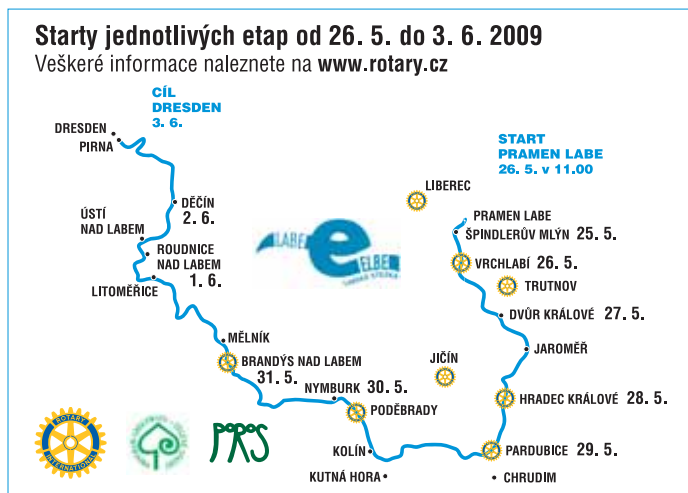 Starty jednotlivých etap od 26. 5. do 3. 6. 2009
Veškeré informace naleznete na www.rotary.cz
CÍL
DRESDEN
3. 6.
DRESDEN
PIRNA
START
PRAMEN LABE
26. 5. v 11.00
LIBEREC
DĚČÍN
2. 6.
ÚSTÍ
NAD LABEM
ROUDNICE
NAD LABEM
1. 6.
LITOMĚŘICE
LABE
e
ELBE
PRAMEN LABE
ŠPINDLERŮV MLÝN 25. 5.
VRCHLABÍ 26. 5.
TRUTNOV
DVŮR KRÁLOVÉ 27. 5.
JAROMĚŘ
MĚLNÍK
BRANDÝS NAD LABEM
31. 5.
JIČÍN
NYMBURK 30. 5.
PODĚBRADY
HRADEC KRÁLOVÉ 28. 5.
KOLÍN
KUTNÁ HORA
PARDUBICE 29. 5.
CHRUDIM
ROTARY
INTERNATIONAL
POROS